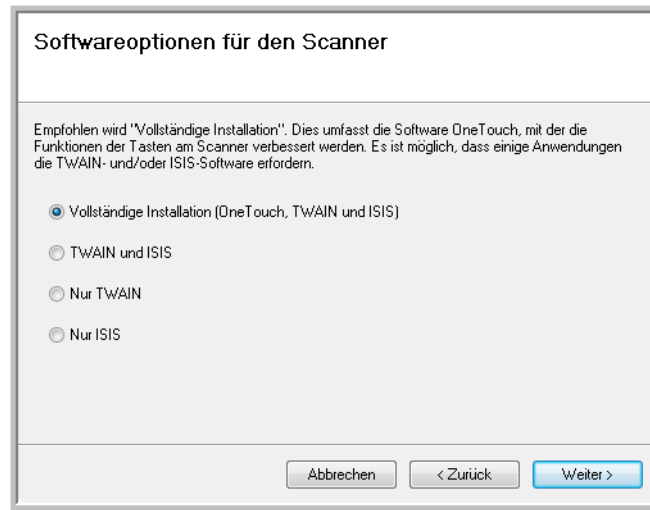 Softwareoptionen für den Scanner
Empfohlen wird "Vollständige Installation". Dies umfasst die Software OneTouch, mit der die
Funktionen der Tasten am Scanner verbessert werden. Es ist möglich, dass einige Anwendungen
die TWAIN- und/oder ISIS-Software erfordern.
Vollständige Installation (OneTouch, TWAIN und ISIS)
TWAIN und ISIS
Nur TWAIN
Nur ISIS
Abbrechen
< Zurück
Weiter >